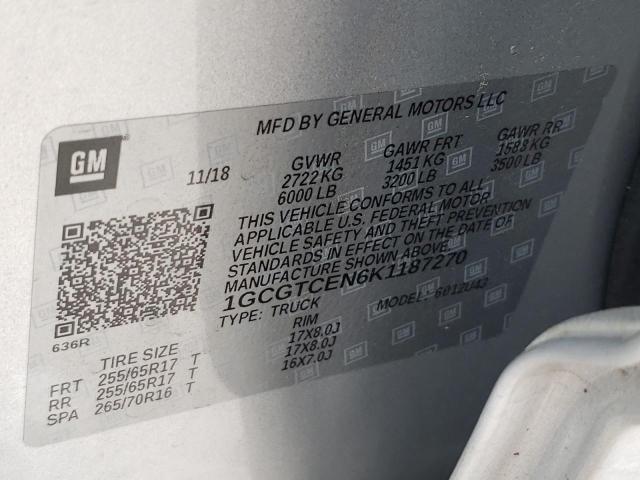 GM
MFD BY GENERAL MOTORS LLC
11/18
GVWR GAWR FRT GAWR RR
2722 KG 1451 KG 1588 KG
6000 LB 3200 LB 3500 LB
THIS VEHICLE CONFORMS TO ALL
APPLICABLE U.S. FEDERAL MOTOR
VEHICLE SAFETY AND THEFT PREVENTION
STANDARDS IN EFFECT ON THE DATE OF
MANUFACTURE SHOWN ABOVE.
1GCGTCEN6K1187270
TYPE: TRUCK MODEL:
636R
TIRE SIZE RIM
FRT 255/65R17 T 17X8.0J
RR 255/65R17 T 17X8.0J
SPA 265/70R16 T 16X7.0J